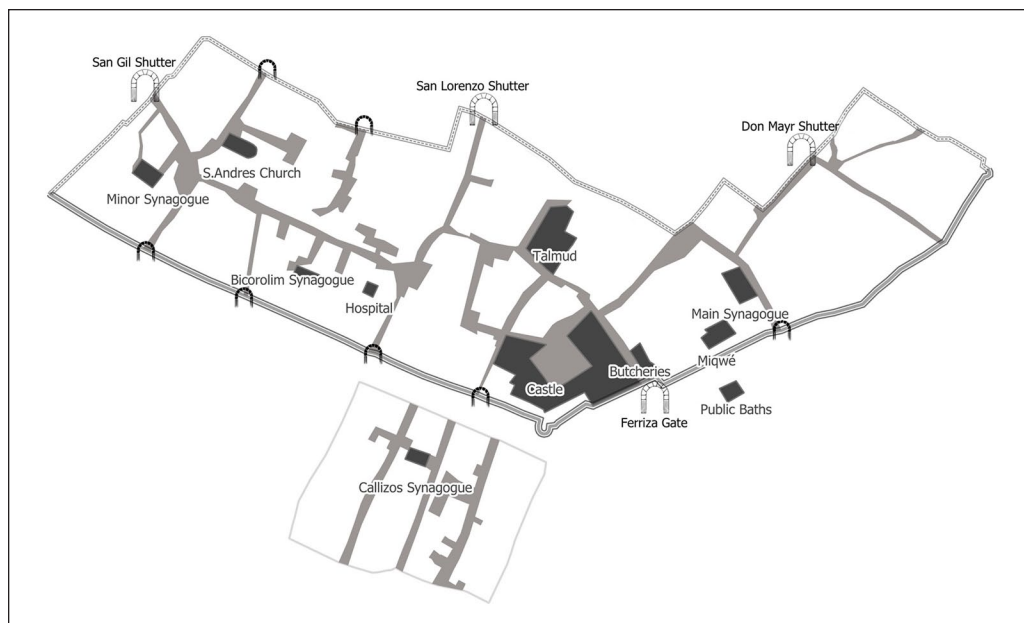 San Gil Shutter
San Lorenzo Shutter
Don Mayr Shutter
S.Andres Church
Minor Synagogue
Talmud
Bicorolim Synagogue
Hospital
Main Synagogue
Miqwé
Butcheries
Castle
Public Baths
Ferriza Gate
Callizos Synagogue